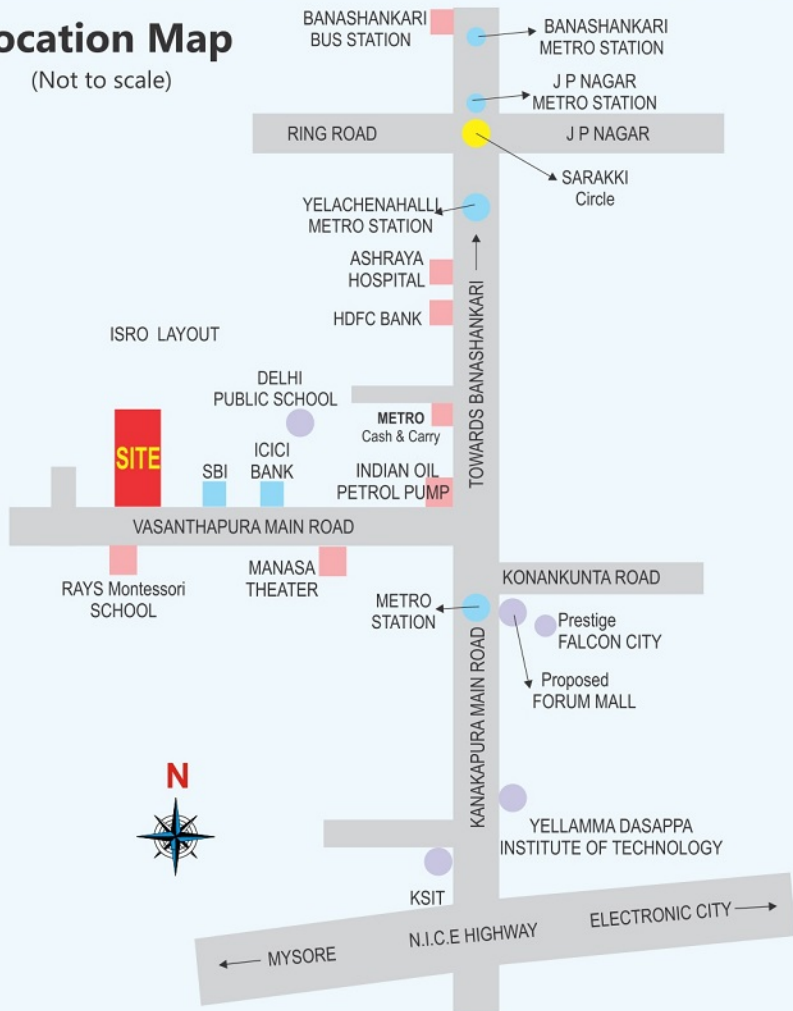 ocation Map
(Not to scale)
BANASHANKARI
BUS STATION
BANASHANKARI
METRO STATION
J P NAGAR
METRO STATION
RING ROAD
J P NAGAR
SARAKKI
Circle
YELACHENAHALLI
METRO STATION
ASHRAYA
HOSPITAL
HDFC BANK
TOWARDS BANASHANKARI
ISRO LAYOUT
DELHI
PUBLIC SCHOOL
METRO
Cash & Carry
SITE
SBI
ICICI
BANK
INDIAN OIL
PETROL PUMP
VASANTHAPURA MAIN ROAD
RAYS Montessori
SCHOOL
MANASA
THEATER
KONANKUNTA ROAD
METRO
STATION
Prestige
FALCON CITY
Proposed
FORUM MALL
KANAKAPURA MAIN ROAD
N
YELLAMMA DASAPPA
INSTITUTE OF TECHNOLOGY
KSIT
MYSORE
N.I.C.E HIGHWAY
ELECTRONIC CITY